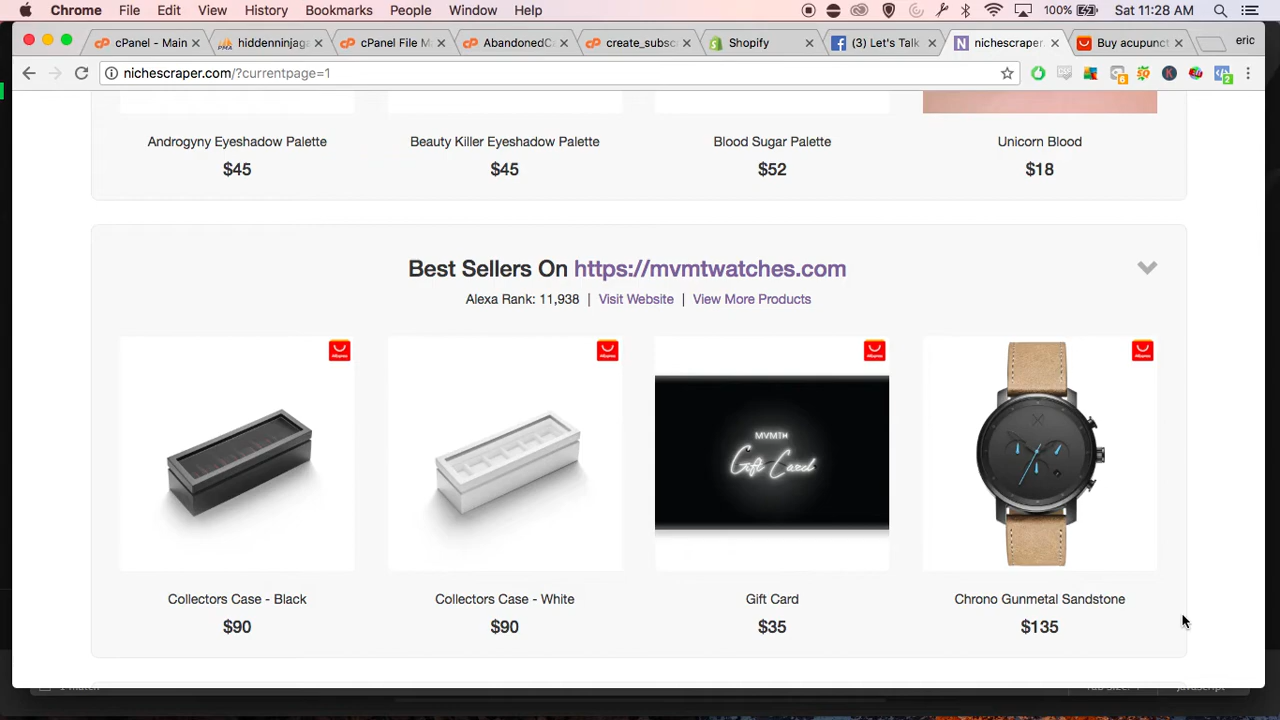 Chrome File Edit View History Bookmarks People Window Help 100% Sat 11:28 AM
cPanel - Main hiddenninjag cPanel File M AbandonedC create_subsc Shopify (3) Let's Talk nichescraper. Buy acupunct eric
nichescraper.com/?currentpage=1
Androgyny Eyeshadow Palette Beauty Killer Eyeshadow Palette Blood Sugar Palette Unicorn Blood
$45 $45 $52 $18
Best Sellers On https://mvmtwatches.com
Alexa Rank: 11,938 | Visit Website | View More Products
MVMTH
Gift Card
Collectors Case - Black Collectors Case - White Gift Card Chrono Gunmetal Sandstone
$90 $90 $35 $135